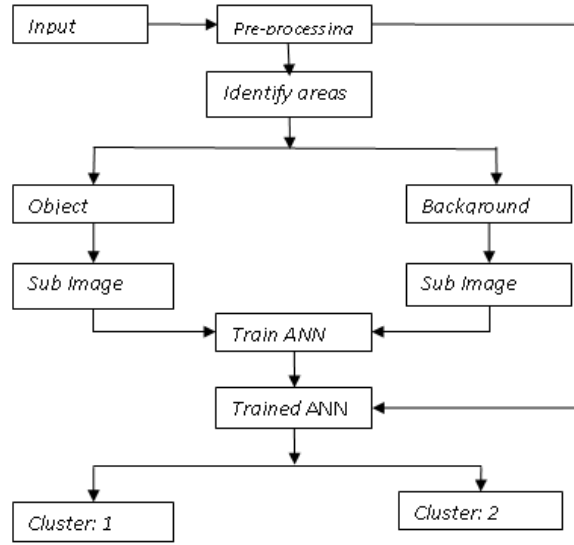 Input
Pre-processing
Identify areas
Object
Background
Sub Image
Sub Image
Train ANN
Trained ANN
Cluster: 1
Cluster: 2